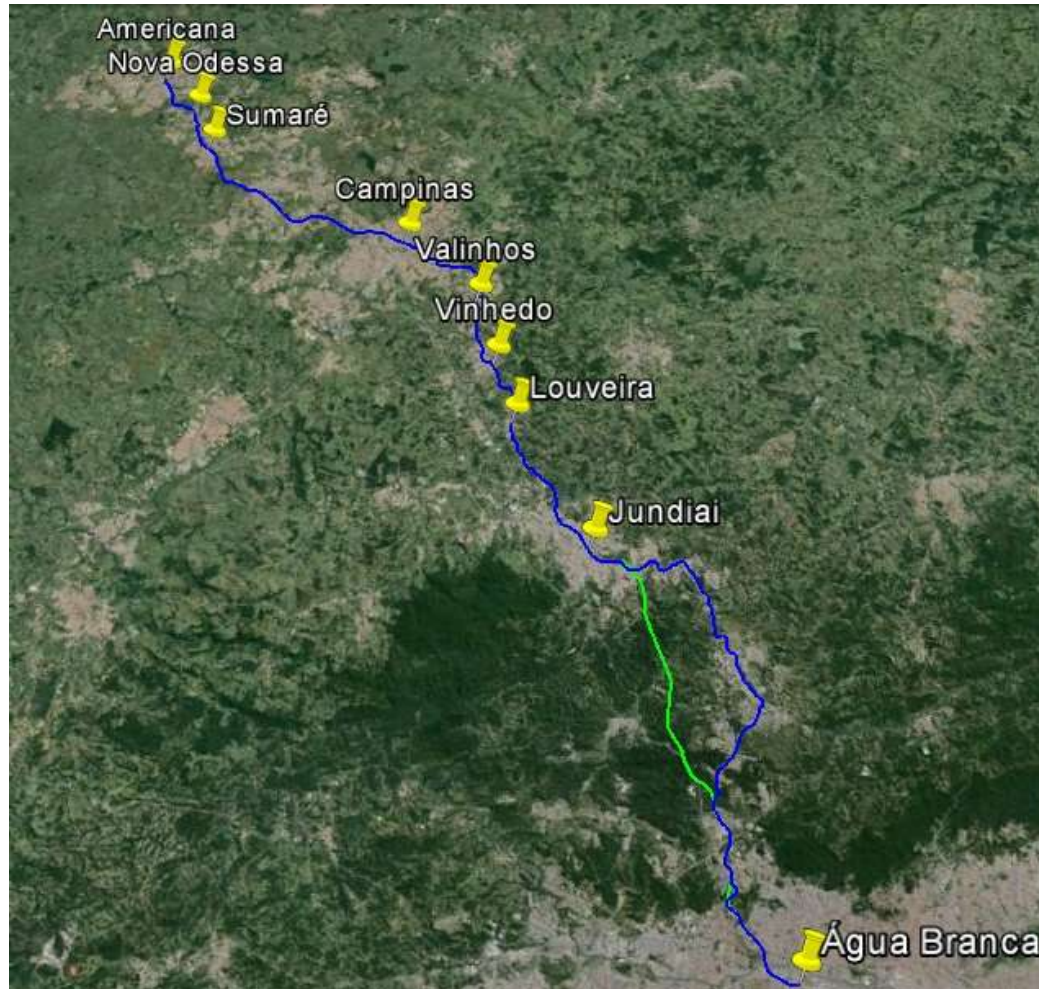 Americana
Nova Odessa
Sumaré
Campinas
Valinhos
Vinhedo
Louveira
Jundiai
Água Branca